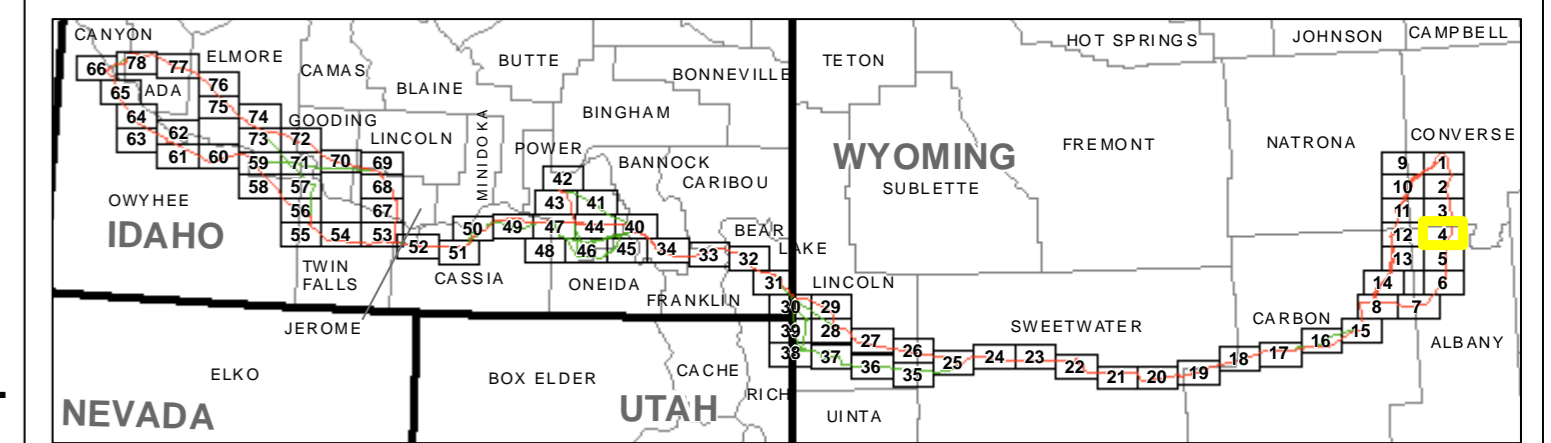 CANYON
ELMORE
CAMAS
BUTTE
BONNEVILLE
TETON
HOT SPRINGS
JOHNSON
CAMPBELL
66
78
77
76
65
ADA
75
BLAINE
BINGHAM
64
74
GOODING
MINIDOKA
63
62
73
72
LINCOLN
POWER
FREMONT
NATRONA
CONVERSE
61
60
59
71
70
69
BANNOCK
WYOMING
9
1
58
57
68
42
CARIBOU
SUBLETTE
10
2
OWYHEE
56
67
43
41
11
3
IDAHO
55
54
53
52
50
49
47
44
40
BEAR
LAKE
12
4
51
48
46
45
34
33
32
13
5
TWIN
FALLS
CASSIA
ONEIDA
31
LINCOLN
14
6
FRANKLIN
30
29
8
7
JEROME
39
28
27
SWEETWATER
CARBON
16
15
ALBANY
38
37
26
25
24
23
22
21
20
19
18
17
36
35
ELKO
BOX ELDER
CACHE
RICH
NEVADA
UTAH
UINTA